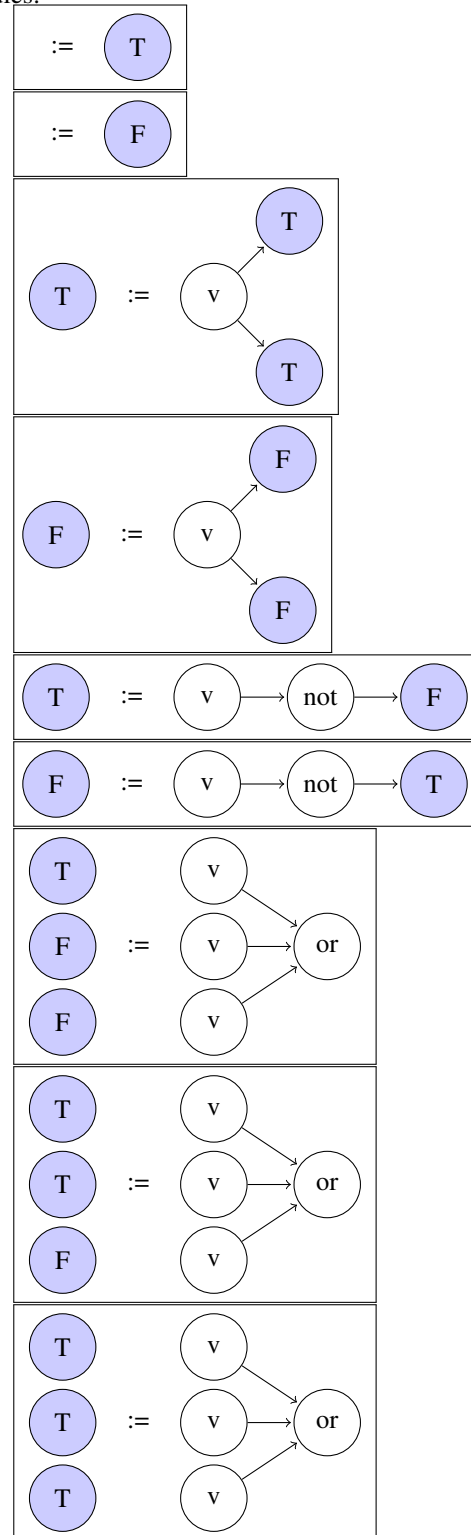 := T
:= F
T
T := v
T
F
F := v
F
T := v not F
F := v not T
T v
F := v or
F v
T v
T := v or
F v
T v
T := v or
T v